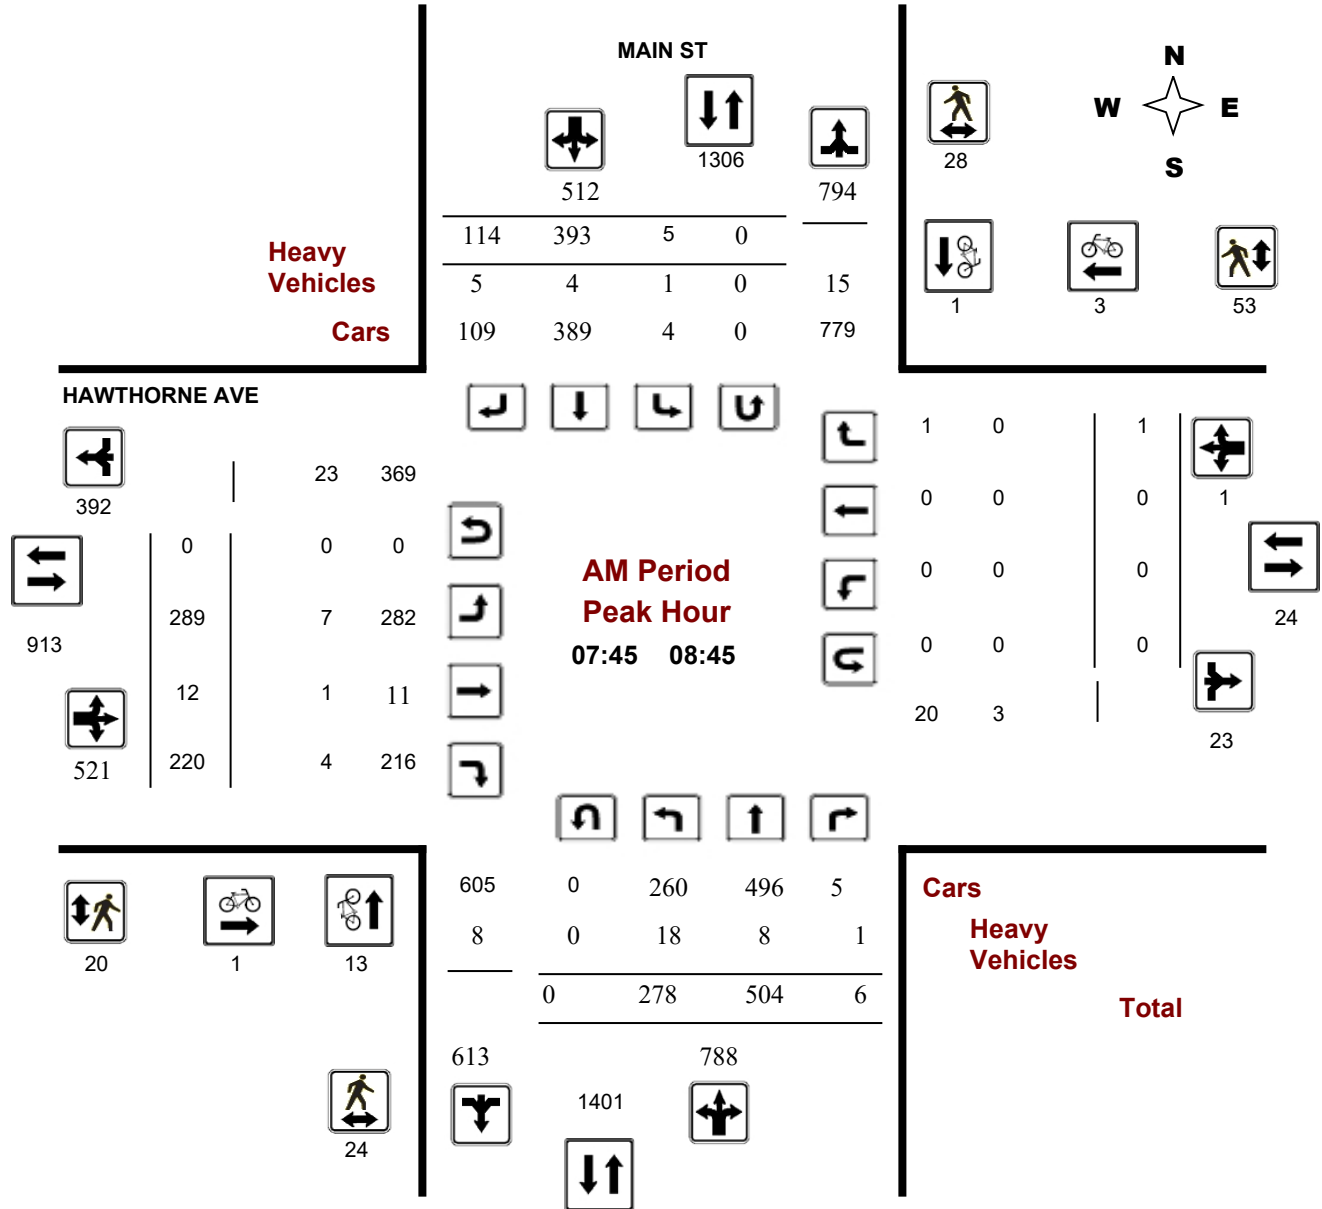 MAIN ST
N
W E
S
1306
28
512 794
114 393 5 0
Heavy
Vehicles
5 4 1 0 15
1 3 53
Cars
109 389 4 0 779
HAWTHORNE AVE
1 0 1
23 369
392
0 0 0 1
0 0 0
AM Period
0 0 0
Peak Hour
289 7 282
24
913
07:45 08:45
0 0 0
12 1 11
20 3
23
521
220 4 216
605 0 260 496 5
Cars
8 0 18 8 1
Heavy
Vehicles
20 1 13
0 278 504 6
Total
613 788
1401
24